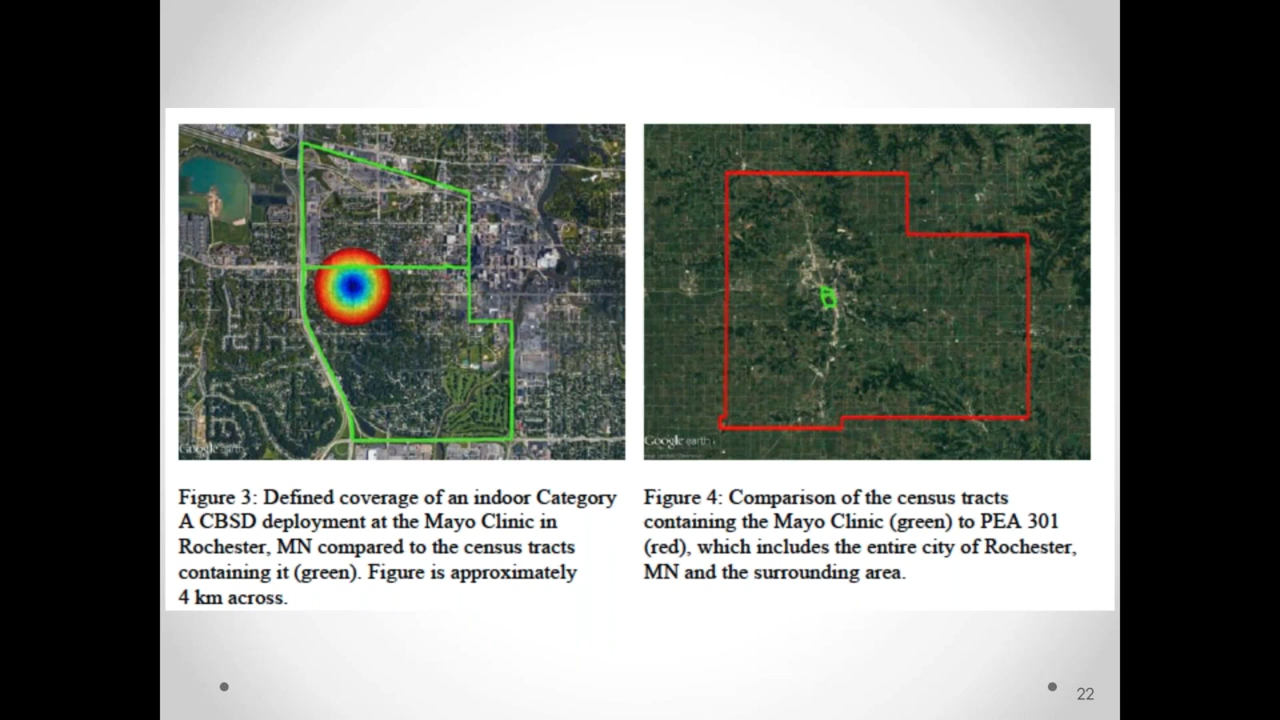 Google earth
Figure 3: Defined coverage of an indoor Category
A CBSD deployment at the Mayo Clinic in
Rochester, MN compared to the census tracts
containing it (green). Figure is approximately
4 km across.
Google earth
Figure 4: Comparison of the census tracts
containing the Mayo Clinic (green) to PEA 301
(red), which includes the entire city of Rochester,
MN and the surrounding area.
22